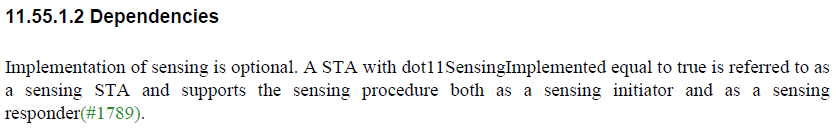 11.55.1.2 Dependencies
Implementation of sensing is optional. A STA with dot11SensingImplemented equal to true is referred to as
a sensing STA and supports the sensing procedure both as a sensing initiator and as a sensing
responder(#1789).